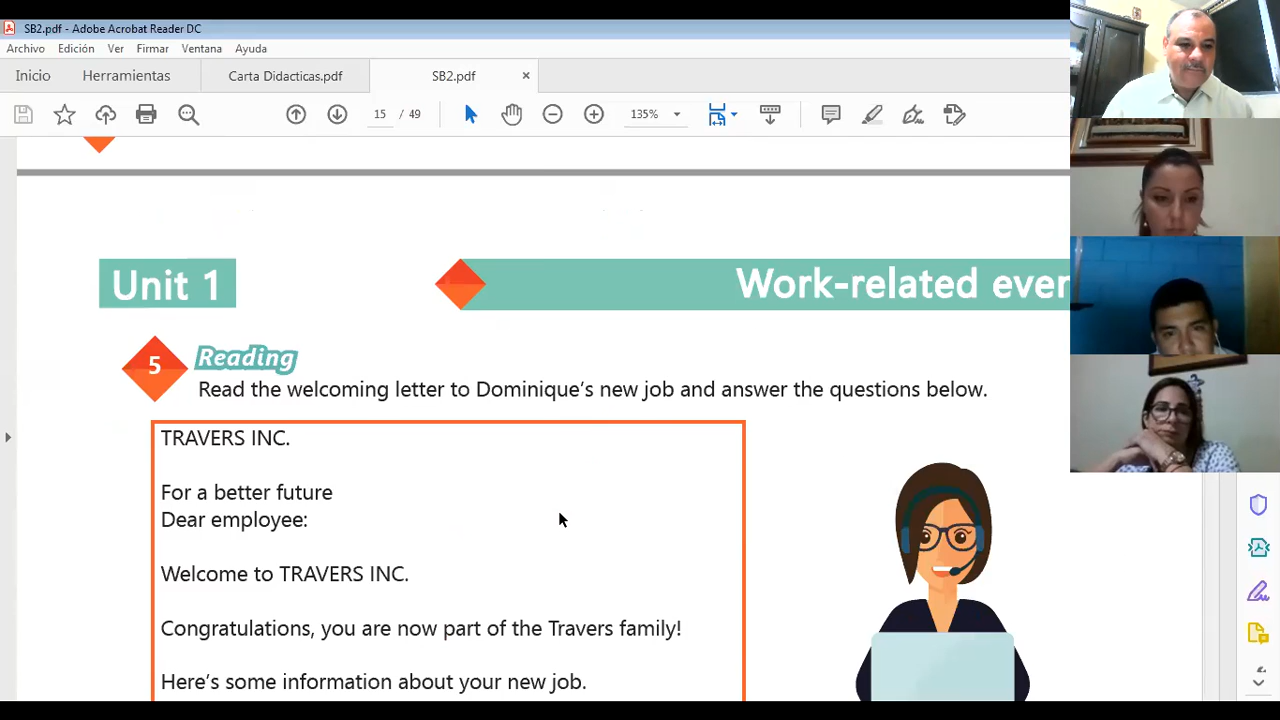 SB2.pdf - Adobe Acrobat Reader DC
Archivo Edición Ver Firmar Ventana Ayuda
Inicio Herramientas Carta Didacticas.pdf SB2.pdf ×
15 / 49 135%
Unit 1 Work-related ever
5 Reading
Read the welcoming letter to Dominique's new job and answer the questions below.
TRAVERS INC.
For a better future
Dear employee:
Welcome to TRAVERS INC.
Congratulations, you are now part of the Travers family!
Here's some information about your new job.